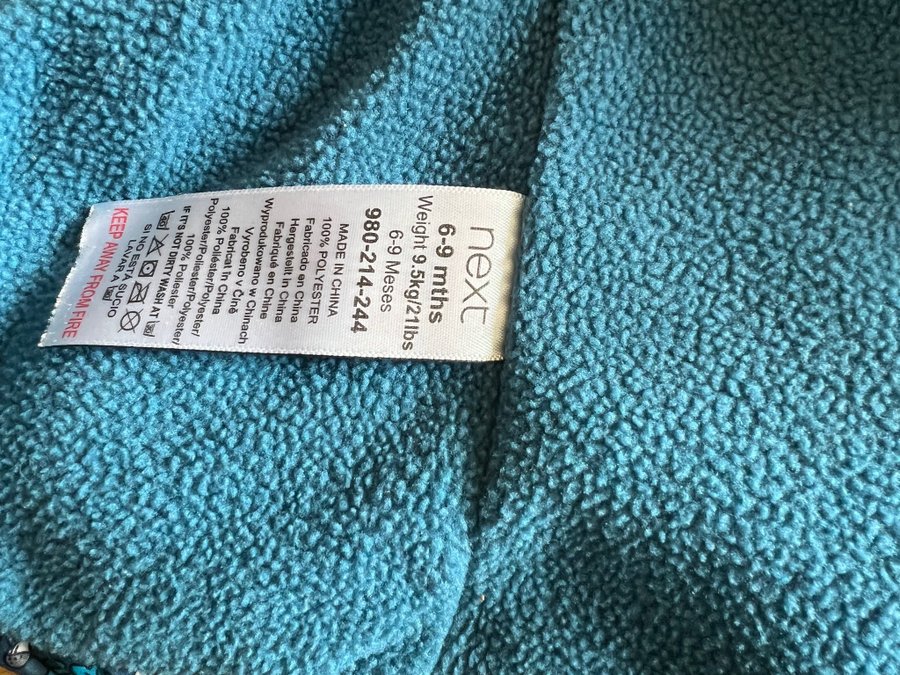 next
6-9 mths
Weight 9.5kg/21lbs
6-9 Meses
980-214-244
MADE IN CHINA
100% POLYESTER
Fabricado en China
Hergestellt in China
Fabriqué en Chine
Wyprodukowano w Chinach
Vyrobeno v Číně
Fabricat în China
100% Poliéster/Polyester/
Polyester/Poliester/Polyester/
100% Poliester/Polyester/
Poliester
IF IT'S NOT DIRTY WASH AT
SI NO ESTÁ SUCIO
LAVAR A
KEEP AWAY FROM FIRE